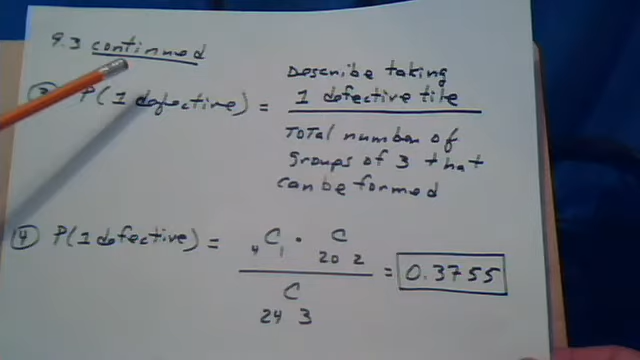 9.3 continued
③ P(1 defective) = Describe taking 1 defective tile
Total number of groups of 3 that can be formed
④ P(1 defective) = ₄C₁ · ₂₀C₂
₂₄C₃
= 0.3755